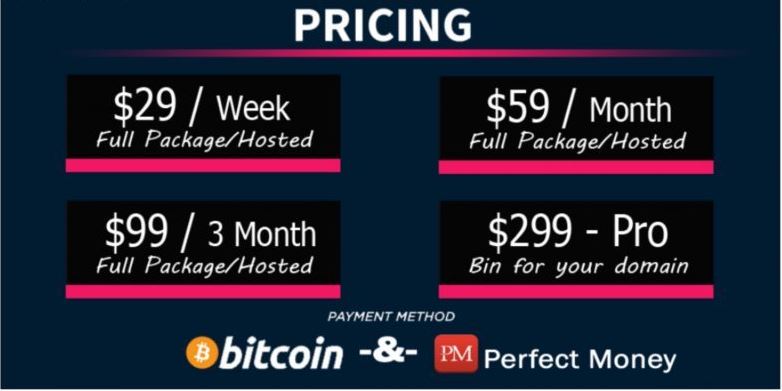 PRICING
$29 / Week
Full Package/Hosted
$59 / Month
Full Package/Hosted
$99 / 3 Month
Full Package/Hosted
$299 - Pro
Bin for your domain
PAYMENT METHOD
bitcoin -&- PM Perfect Money